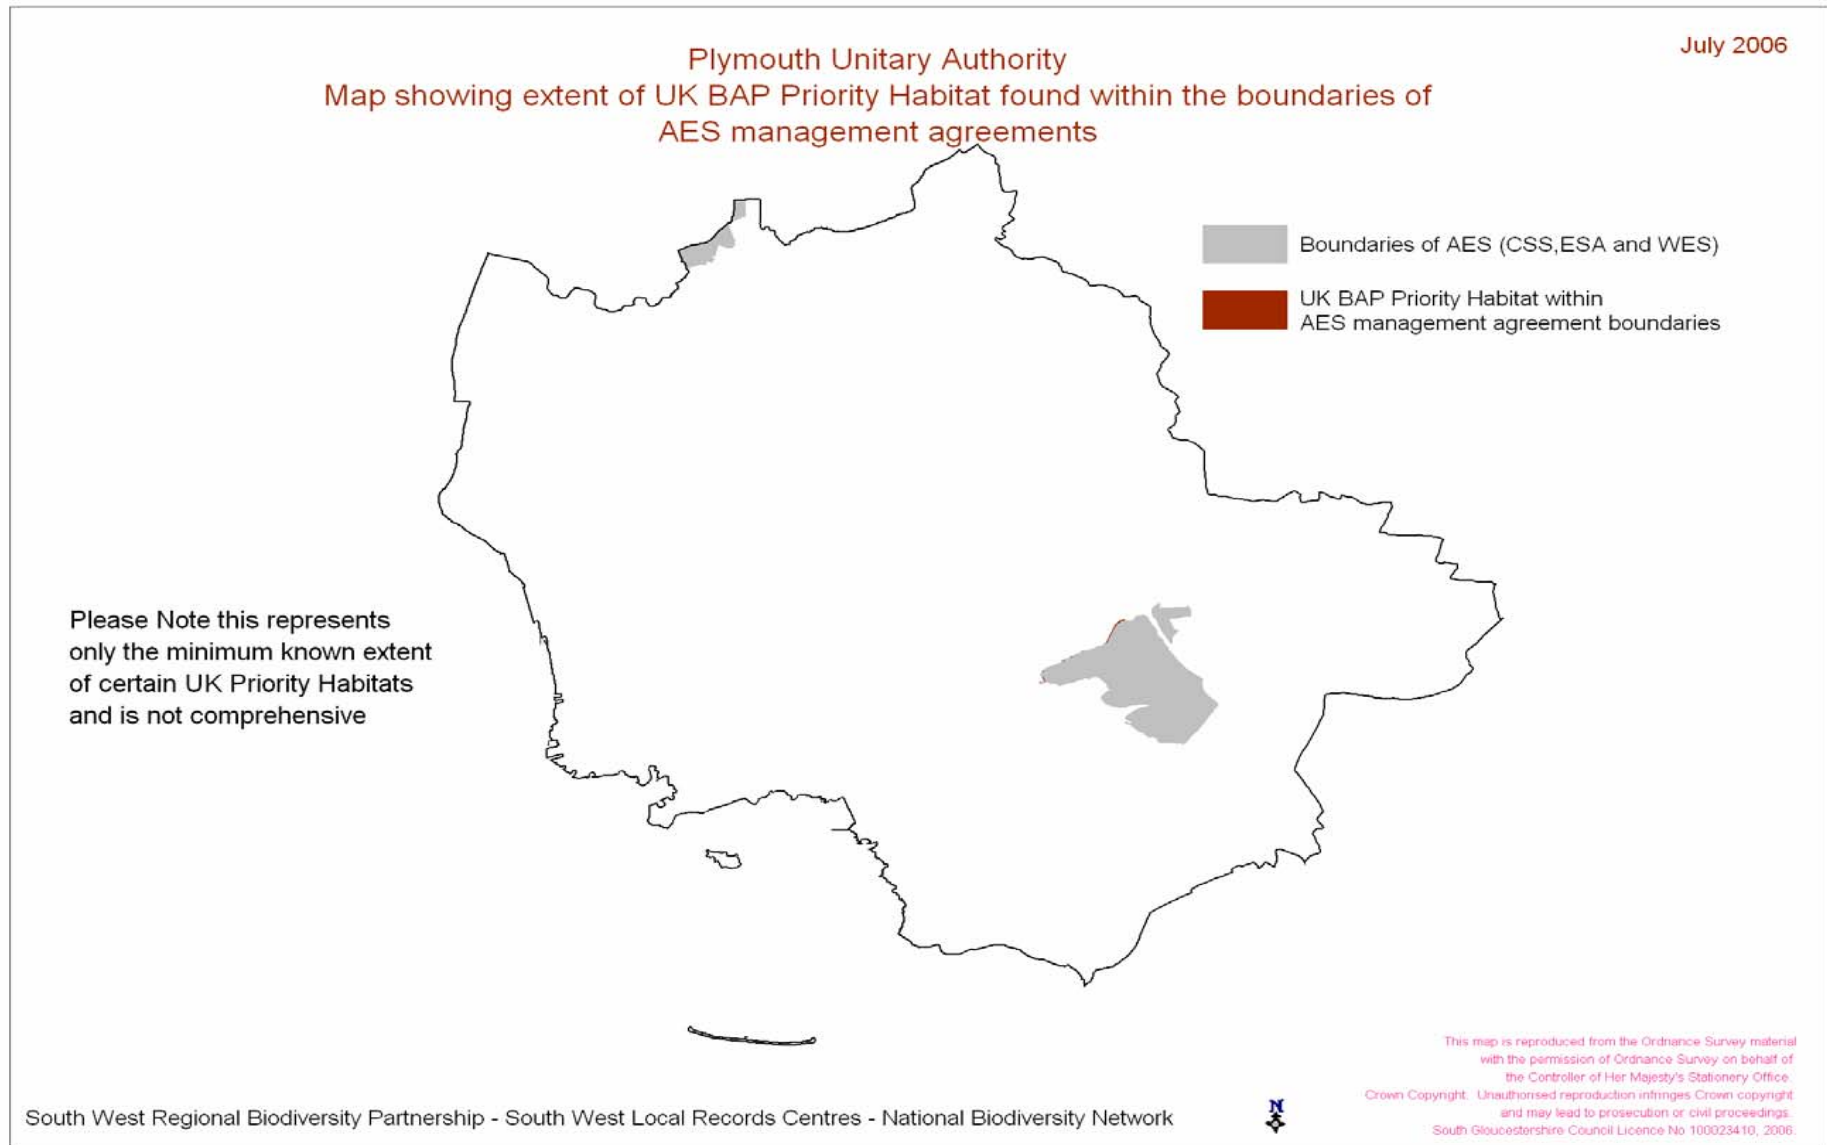 July 2006
Plymouth Unitary Authority
Map showing extent of UK BAP Priority Habitat found within the boundaries of
AES management agreements
Boundaries of AES (CSS,ESA and WES)
UK BAP Priority Habitat within
AES management agreement boundaries
Please Note this represents
only the minimum known extent
of certain UK Priority Habitats
and is not comprehensive
This map is reproduced from the Ordnance Survey material
with the permission of Ordnance Survey on behalf of
the Controller of Her Majesty's Stationery Office.
Crown Copyright. Unauthorised reproduction infringes Crown copyright
and may lead to prosecution or civil proceedings.
South Gloucestershire Council Licence No 100023410, 2006.
South West Regional Biodiversity Partnership - South West Local Records Centres - National Biodiversity Network
N